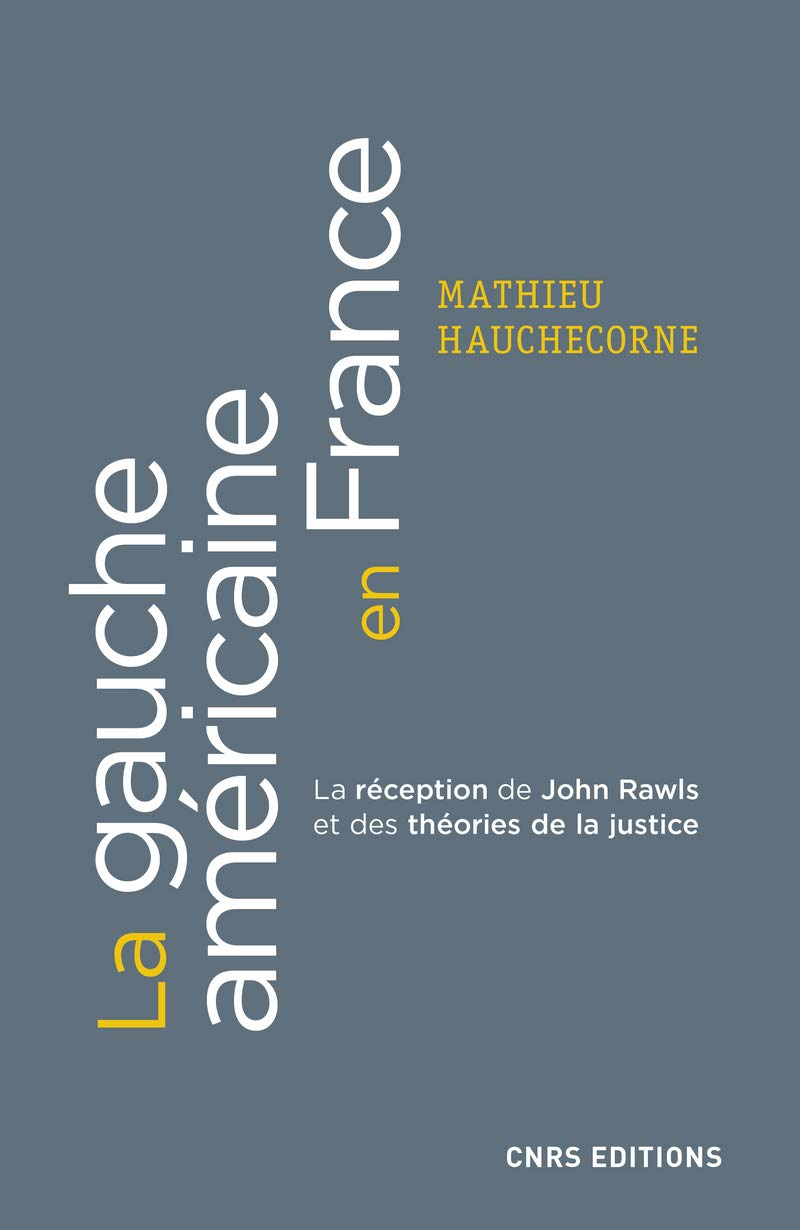 La gauche
américaine
en France
MATHIEU
HAUCHECORNE
La réception de John Rawls
et des théories de la justice
CNRS EDITIONS